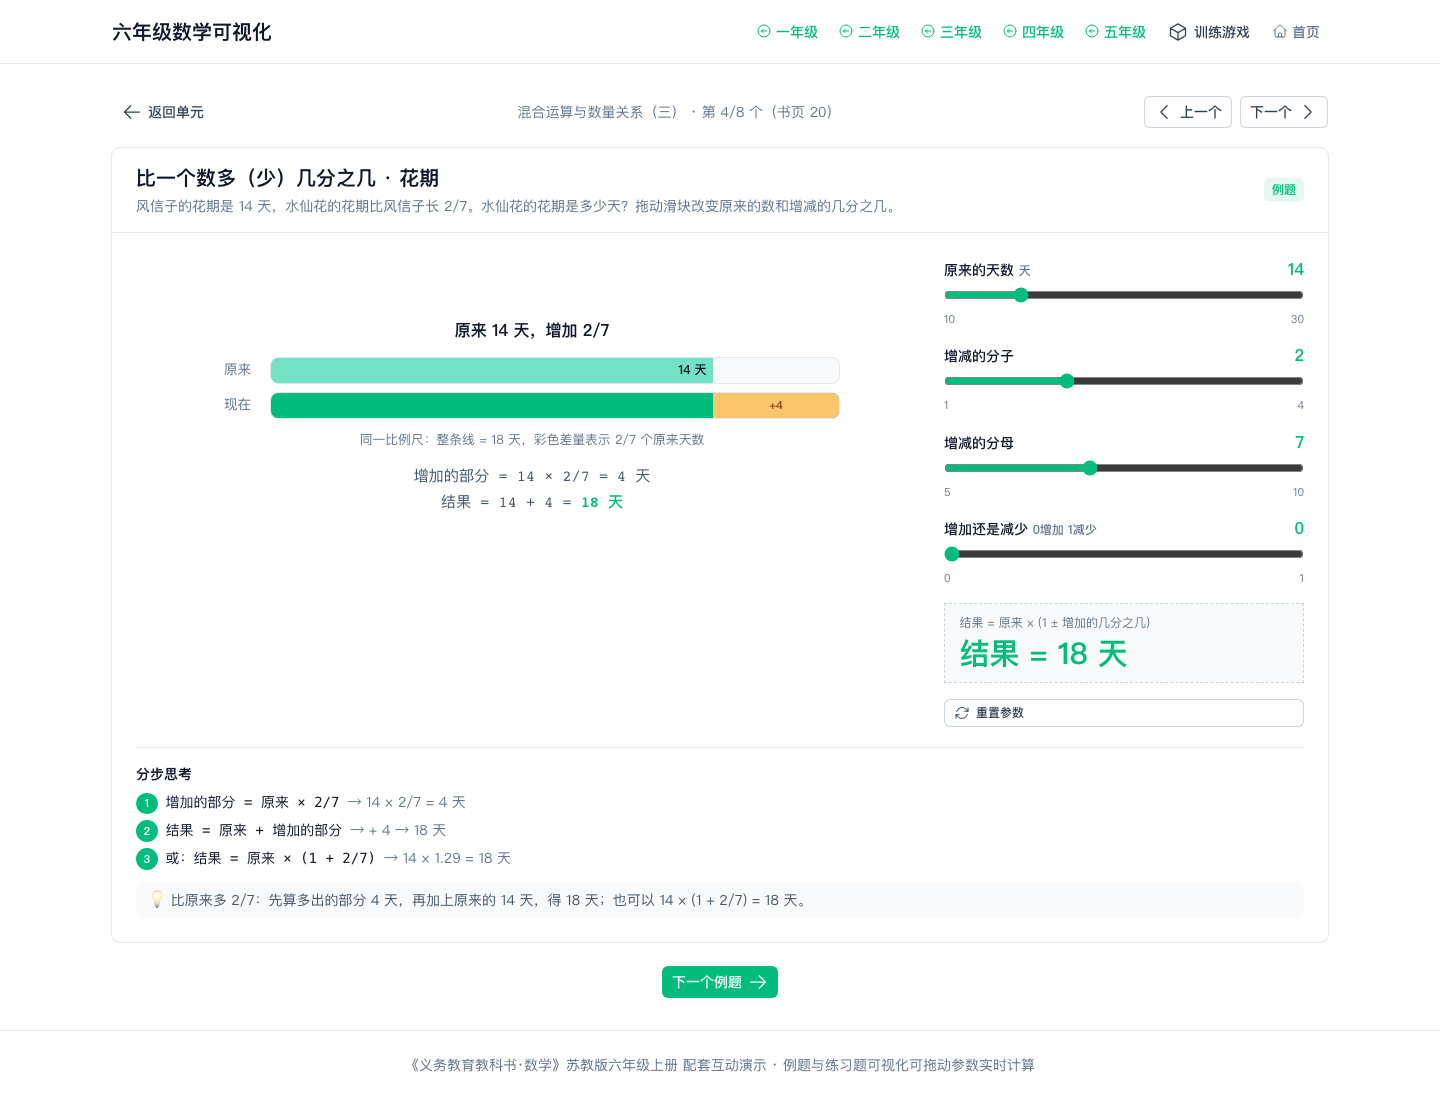 六年级数学可视化
一年级 二年级 三年级 四年级 五年级 训练游戏 首页
返回单元
混合运算与数量关系（三） · 第 4/8 个（书页 20）
上一个 下一个
比一个数多（少）几分之几 · 花期
风信子的花期是 14 天，水仙花的花期比风信子长 2/7。水仙花的花期是多少天？拖动滑块改变原来的数和增减的几分之几。
例题
原来 14 天，增加 2/7
原来 14 天
现在 +4
同一比例尺：整条线 = 18 天，彩色差量表示 2/7 个原来天数
增加的部分 = 14 × 2/7 = 4 天
结果 = 14 + 4 = 18 天
原来的天数 天 14
10 30
增减的分子 2
1 4
增减的分母 7
5 10
增加还是减少 0增加 1减少 0
0 1
结果 = 原来 × (1 ± 增加的几分之几)
结果 = 18 天
重置参数
分步思考
1 增加的部分 = 原来 × 2/7 → 14 × 2/7 = 4 天
2 结果 = 原来 + 增加的部分 → + 4 → 18 天
3 或：结果 = 原来 × (1 + 2/7) → 14 × 1.29 = 18 天
💡 比原来多 2/7：先算多出的部分 4 天，再加上原来的 14 天，得 18 天；也可以 14 × (1 + 2/7) = 18 天。
下一个例题 →
《义务教育教科书·数学》苏教版六年级上册 配套互动演示 · 例题与练习题可视化可拖动参数实时计算